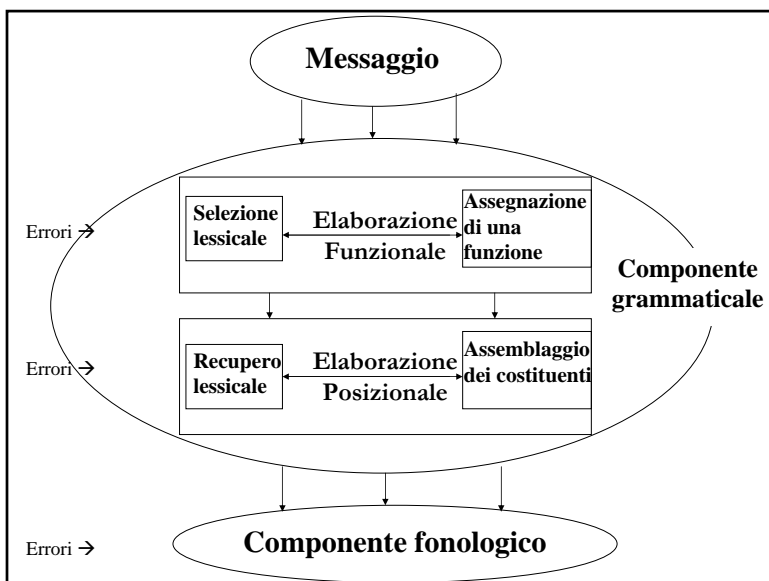 Messaggio
Errori →
Selezione
lessicale
Elaborazione
Funzionale
Assegnazione
di una
funzione
Componente
grammaticale
Errori →
Recupero
lessicale
Elaborazione
Posizionale
Assemblaggio
dei costituenti
Errori →
Componente fonologico